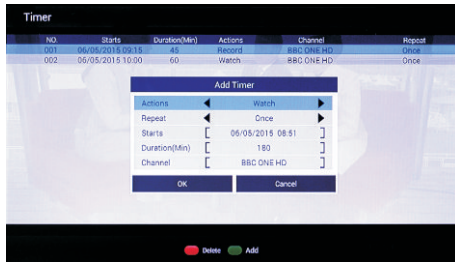 Timer
NO. Starts Duration(Min) Actions Channel Repeat
001 06/05/2015 09:15 45 Record BBC ONE HD Once
002 06/05/2015 10:00 60 Watch BBC ONE HD Once
Add Timer
Actions Watch
Repeat Once
Starts [ 06/05/2015 08:51 ]
Duration(Min) [ 180 ]
Channel [ BBC ONE HD ]
OK Cancel
Delete Add